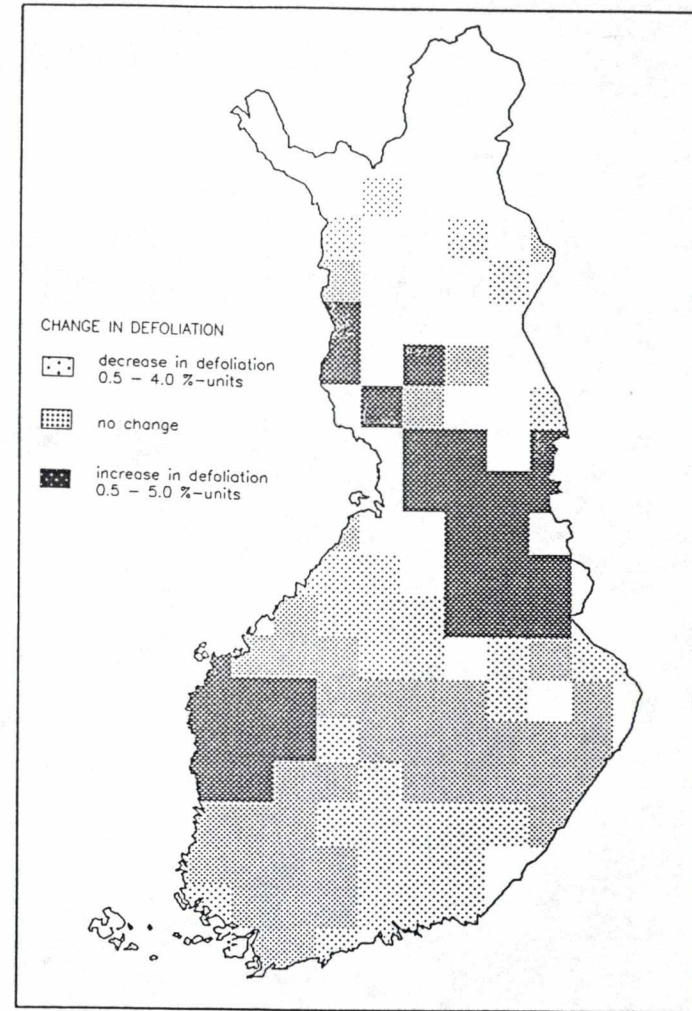 CHANGE IN DEFOLIATION
decrease in defoliation
0.5 – 4.0 %-units
no change
increase in defoliation
0.5 – 5.0 %-units